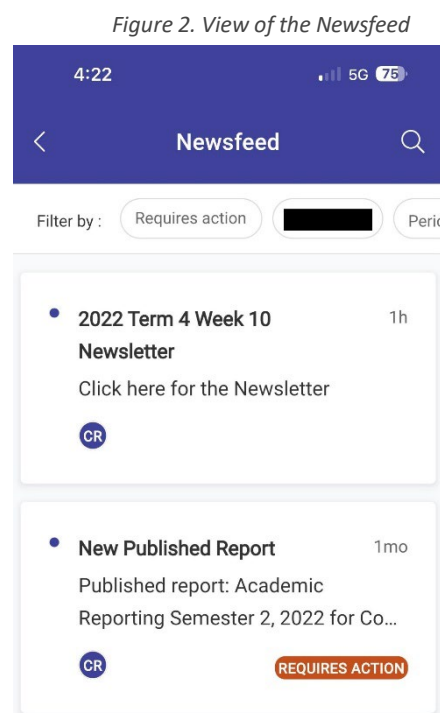 Figure 2. View of the Newsfeed
4:22
5G 75
Newsfeed
Filter by :
Requires action
2022 Term 4 Week 10
1h
Newsletter
Click here for the Newsletter
CR
New Published Report
1mo
Published report: Academic
Reporting Semester 2, 2022 for Co...
CR
REQUIRES ACTION